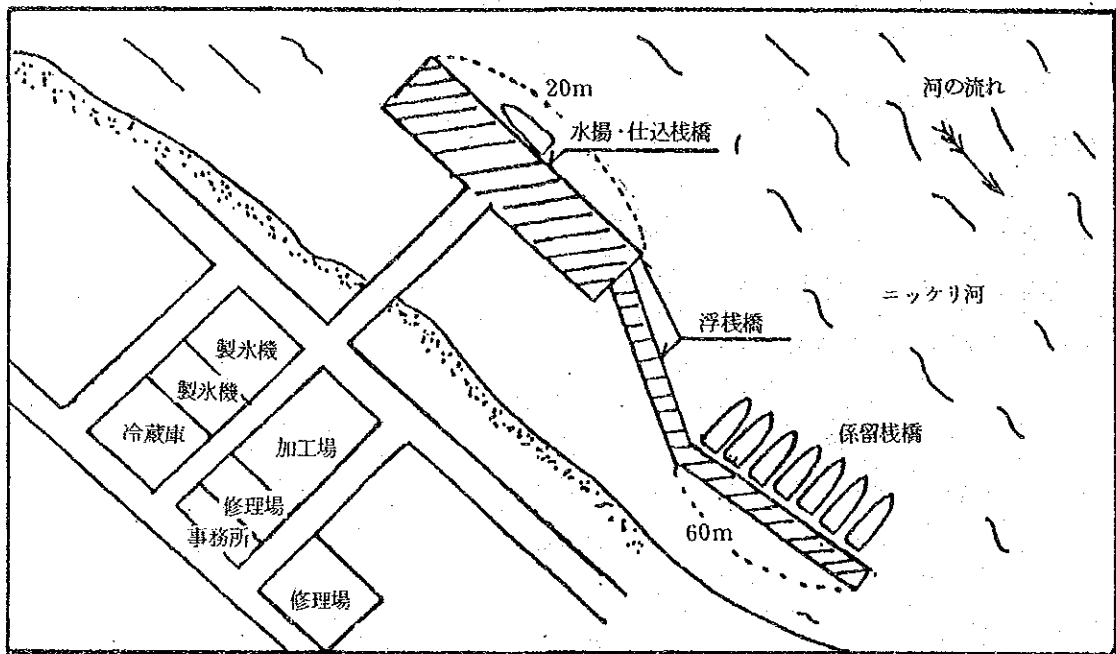 河の流れ
20m
水揚・仕込桟橋
ニッケリ河
浮桟橋
製氷機
製氷機
冷蔵庫
加工場
係留桟橋
修理場
事務所
60m
修理場